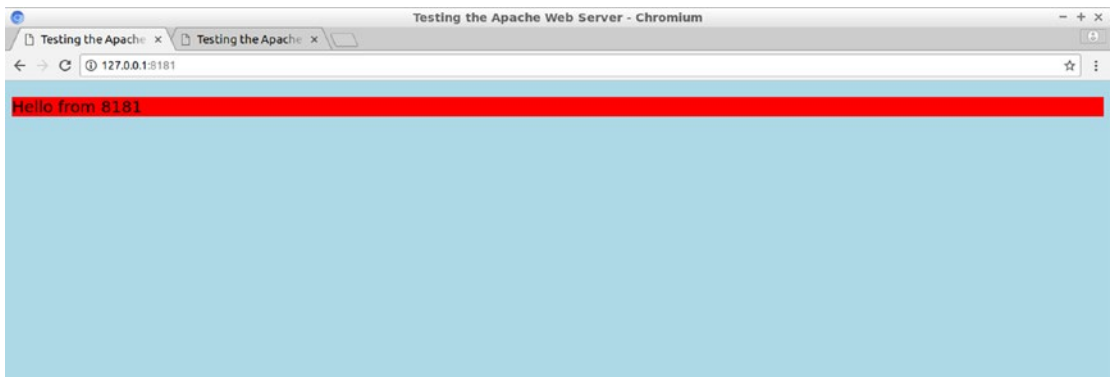 Testing the Apache Web Server - Chromium
Testing the Apache
Testing the Apache
127.0.0.1:8181
Hello from 8181